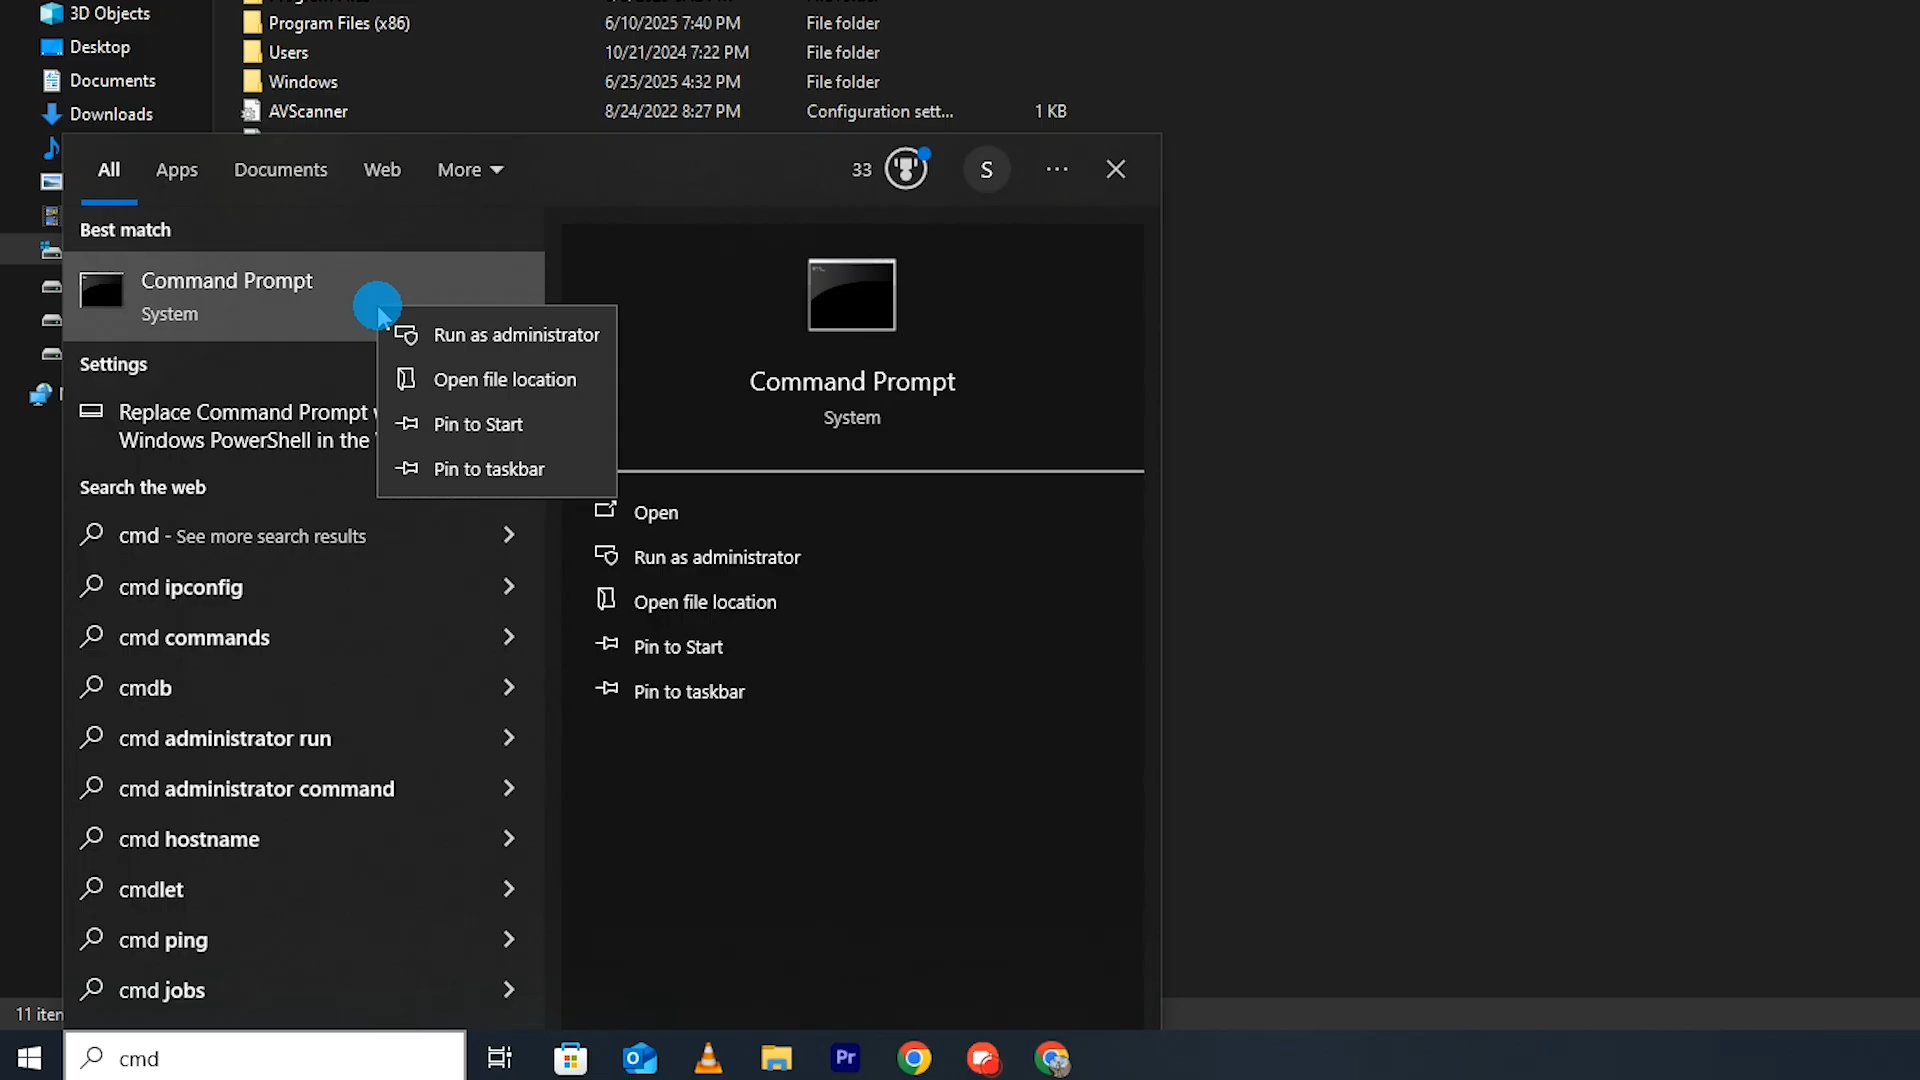 3D Objects
Program Files (x86) 6/10/2025 7:40 PM File folder
Desktop
Users 10/21/2024 7:22 PM File folder
Documents
Windows 6/25/2025 4:32 PM File folder
Downloads
AVScanner 8/24/2022 8:27 PM Configuration sett... 1 KB
All Apps Documents Web More 33 S ...
Best match
Command Prompt
System
Run as administrator
Open file location
Pin to Start
Pin to taskbar
Settings
Replace Command Prompt
Windows PowerShell in the
Search the web
cmd - See more search results
cmd ipconfig
cmd commands
cmdb
cmd administrator run
cmd administrator command
cmd hostname
cmdlet
cmd ping
cmd jobs
Command Prompt
System
Open
Run as administrator
Open file location
Pin to Start
Pin to taskbar
11
cmd
Pr